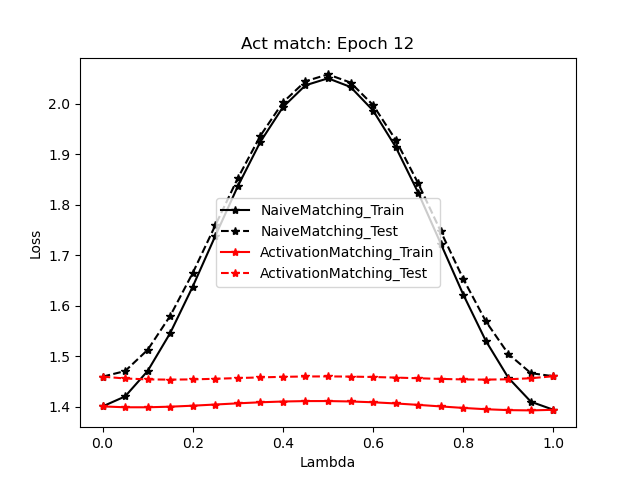 Act match: Epoch 12
Loss
2.0
1.9
1.8
1.7
1.6
1.5
1.4
NaiveMatching_Train
NaiveMatching_Test
ActivationMatching_Train
ActivationMatching_Test
0.0 0.2 0.4 0.6 0.8 1.0
Lambda